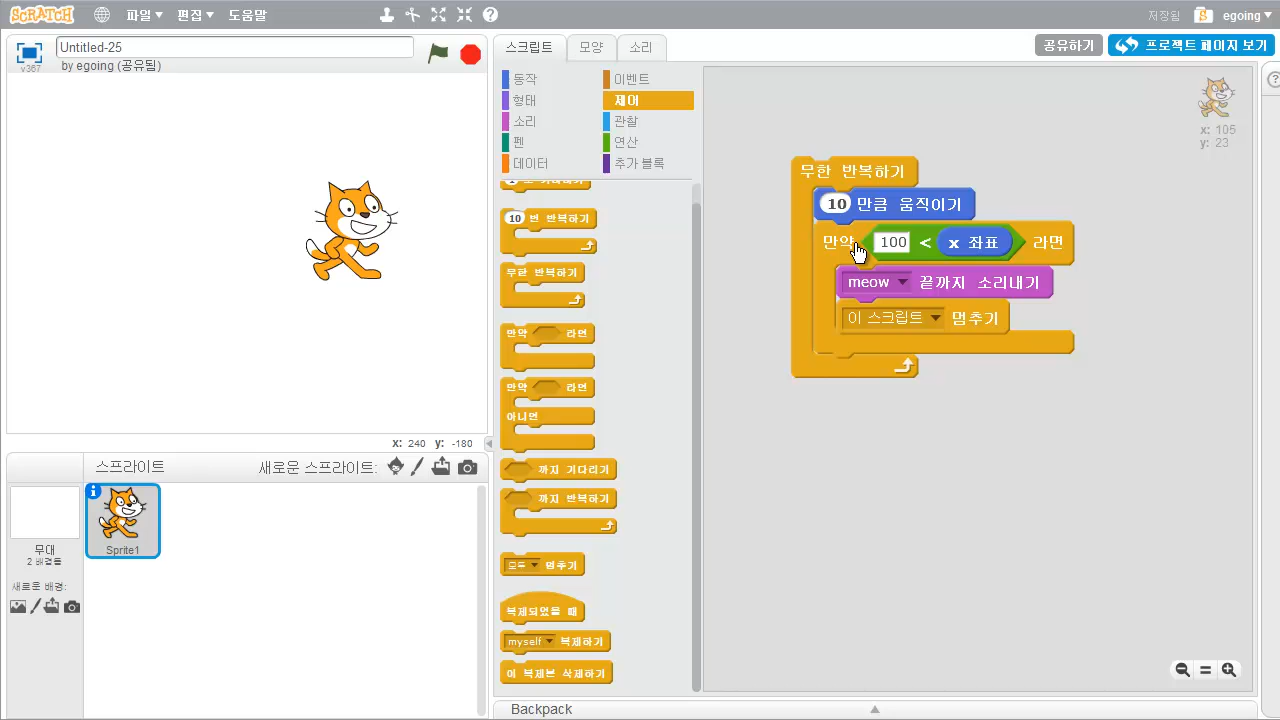 SCRATCH
파일 편집 도움말
저장됨
egoing
v367
Untitled-25
by egoing (공유됨)
스크립트 모양 소리
공유하기
프로젝트 페이지 보기
동작 이벤트
형태 제어
소리 관찰
펜 연산
데이터 추가 블록
10 번 반복하기
무한 반복하기
만약 라면
만약 라면
아니면
까지 기다리기
까지 반복하기
모두 멈추기
복제되었을 때
myself 복제하기
이 복제본 삭제하기
무한 반복하기
10 만큼 움직이기
만약 100 < x 좌표 라면
meow 끝까지 소리내기
이 스크립트 멈추기
x: 105
y: 23
x: 240 y: -180
스프라이트
새로운 스프라이트:
Sprite1
무대
2 배경들
새로운 배경:
Backpack